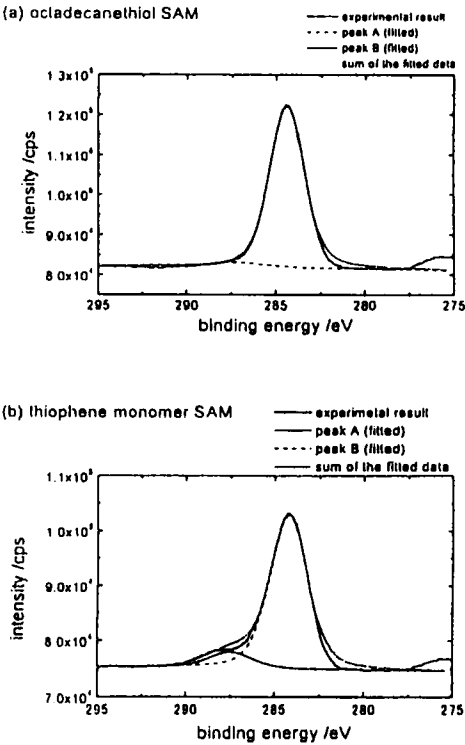 (a) octadecanethiol SAM
experimental result
peak A (fitted)
peak B (fitted)
sum of the fitted data
1.3x10⁵
1.2x10⁵
1.1x10⁵
1.0x10⁵
9.0x10⁴
8.0x10⁴
intensity /cps
295 290 285 280 275
binding energy /eV
(b) thiophene monomer SAM
experimetal result
peak A (fitted)
peak B (fitted)
sum of the fitted data
1.1x10⁵
1.0x10⁵
9.0x10⁴
8.0x10⁴
7.0x10⁴
intensity /cps
295 290 285 280 275
binding energy /eV